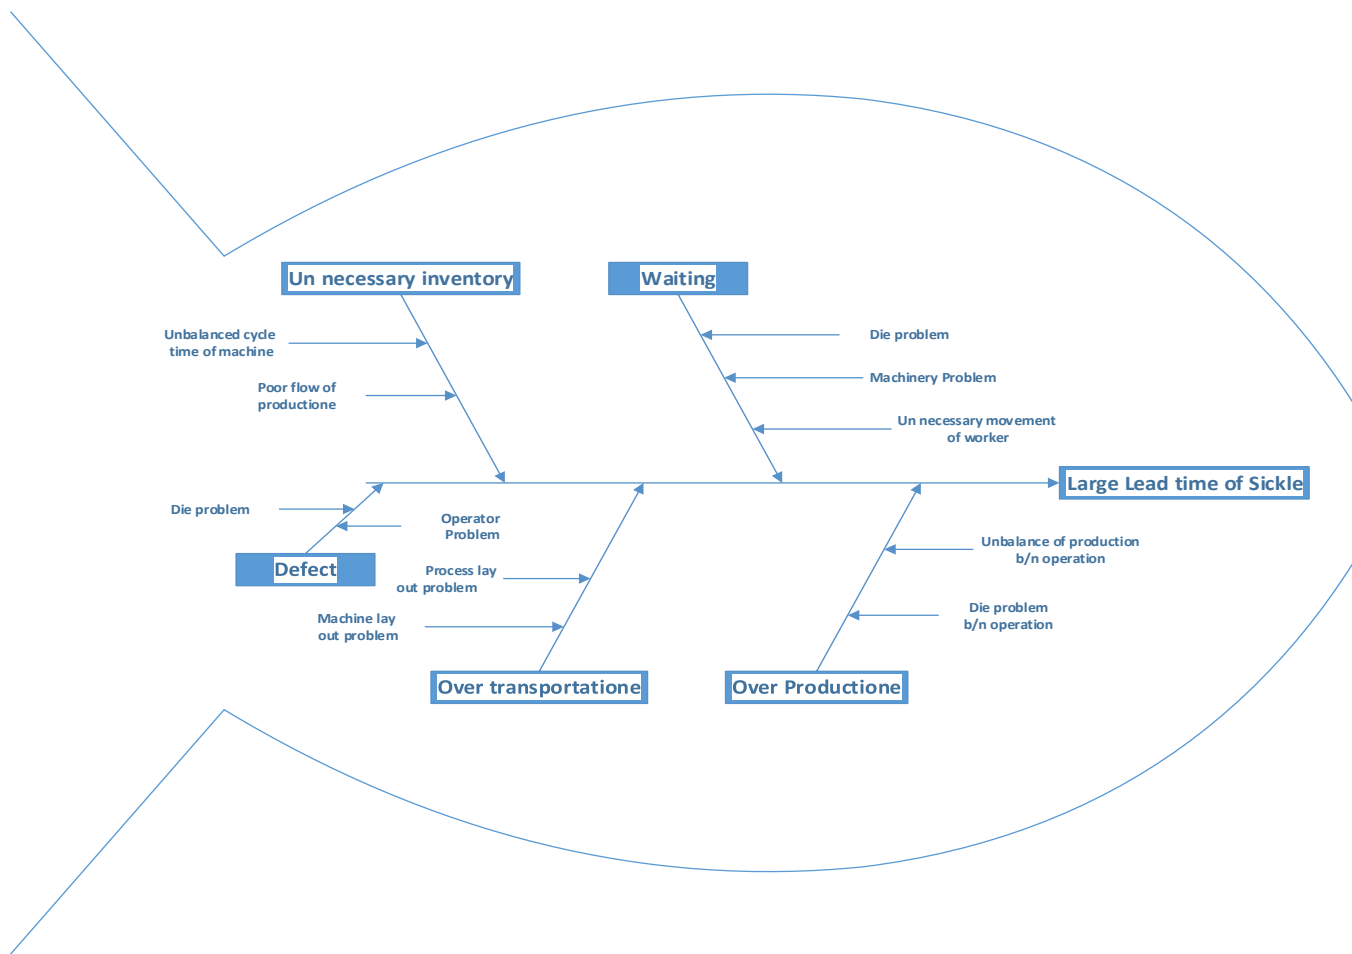 Un necessary inventory
Waiting
Unbalanced cycle
time of machine
Die problem
Poor flow of
productione
Machinery Problem
Un necessary movement
of worker
Large Lead time of Sickle
Die problem
Operator
Problem
Defect
Process lay
out problem
Machine lay
out problem
Unbalance of production
b/n operation
Die problem
b/n operation
Over transportatione
Over Productione